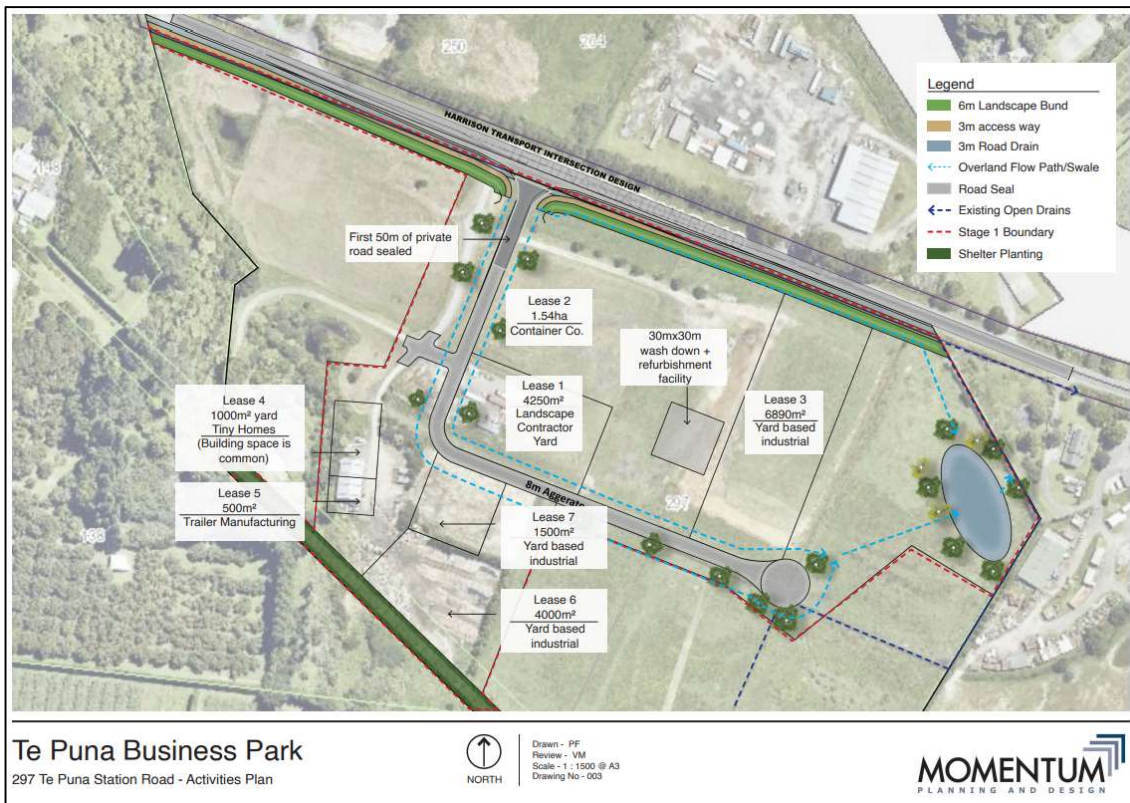 250
264
148
HARRISON TRANSPORT INTERSECTION DESIGN
Legend
6m Landscape Bund
3m access way
3m Road Drain
Overland Flow Path/Swale
Road Seal
Existing Open Drains
Stage 1 Boundary
Shelter Planting
First 50m of private
road sealed
Lease 2
1.54ha
Container Co.
30mx30m
wash down +
refurbishment
facility
Lease 1
4250m²
Landscape
Contractor
Yard
Lease 3
6890m²
Yard based
industrial
Lease 4
1000m² yard
Tiny Homes
(Building space is
common)
Lease 5
500m²
Trailer Manufacturing
8m Aggerate
297
Lease 7
1500m²
Yard based
industrial
Lease 6
4000m²
Yard based
industrial
Te Puna Business Park
297 Te Puna Station Road - Activities Plan
NORTH
Drawn - PF
Review - VM
Scale - 1 : 1500 @ A3
Drawing No - 003
MOMENTUM
PLANNING AND DESIGN